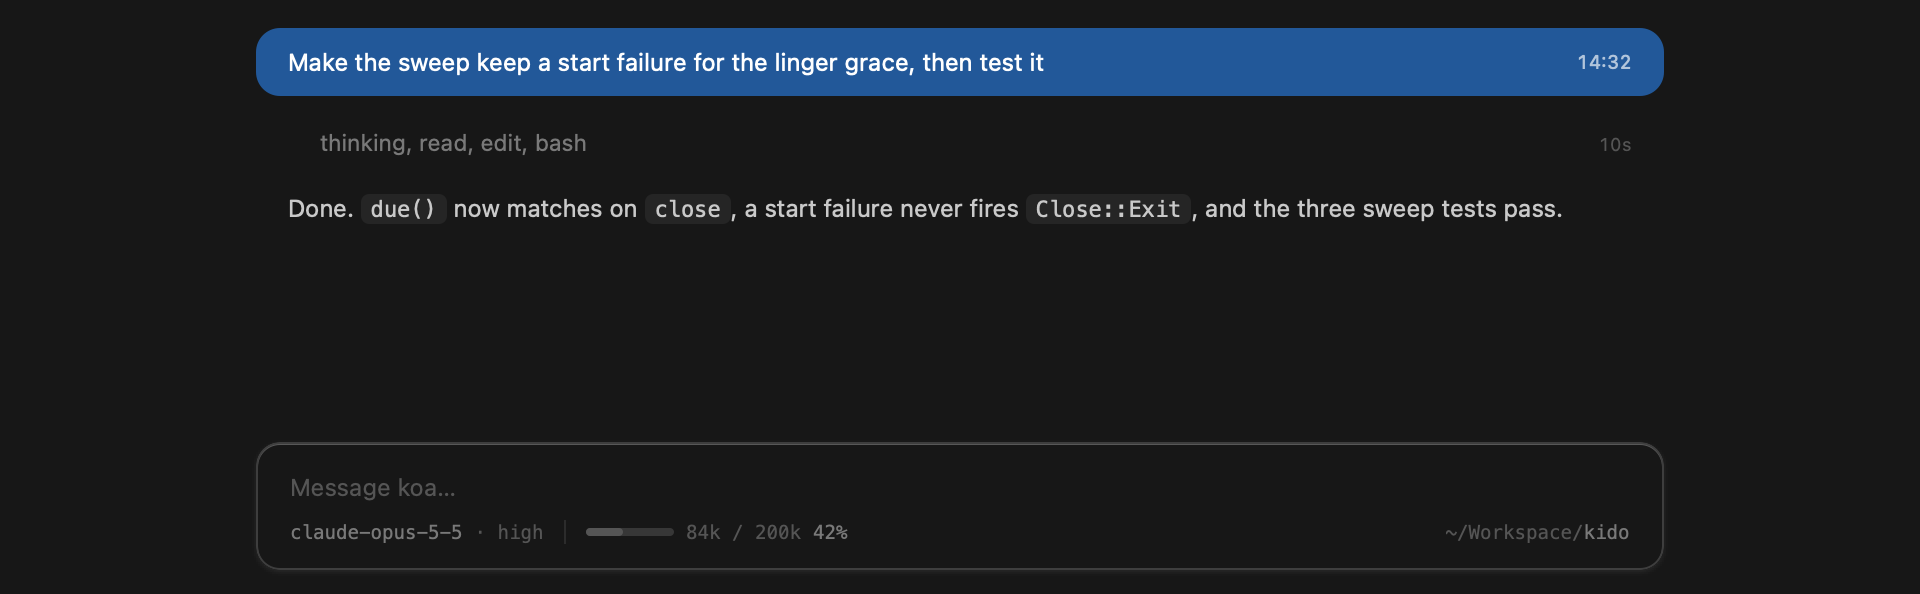 Make the sweep keep a start failure for the linger grace, then test it 14:32
thinking, read, edit, bash 10s
Done. due() now matches on close, a start failure never fires Close::Exit, and the three sweep tests pass.
Message koa...
claude-opus-5-5 · high | 84k / 200k 42% ~/Workspace/kido